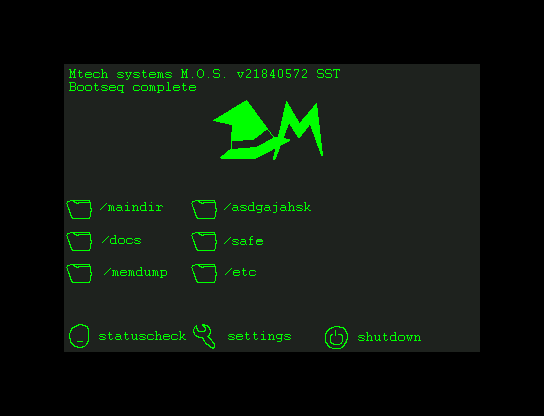 Mtech systems M.O.S. v21840572 SST
Bootseq complete
M
/maindir /asdgajahsk
/docs /safe
/memdump /etc
statuscheck settings shutdown